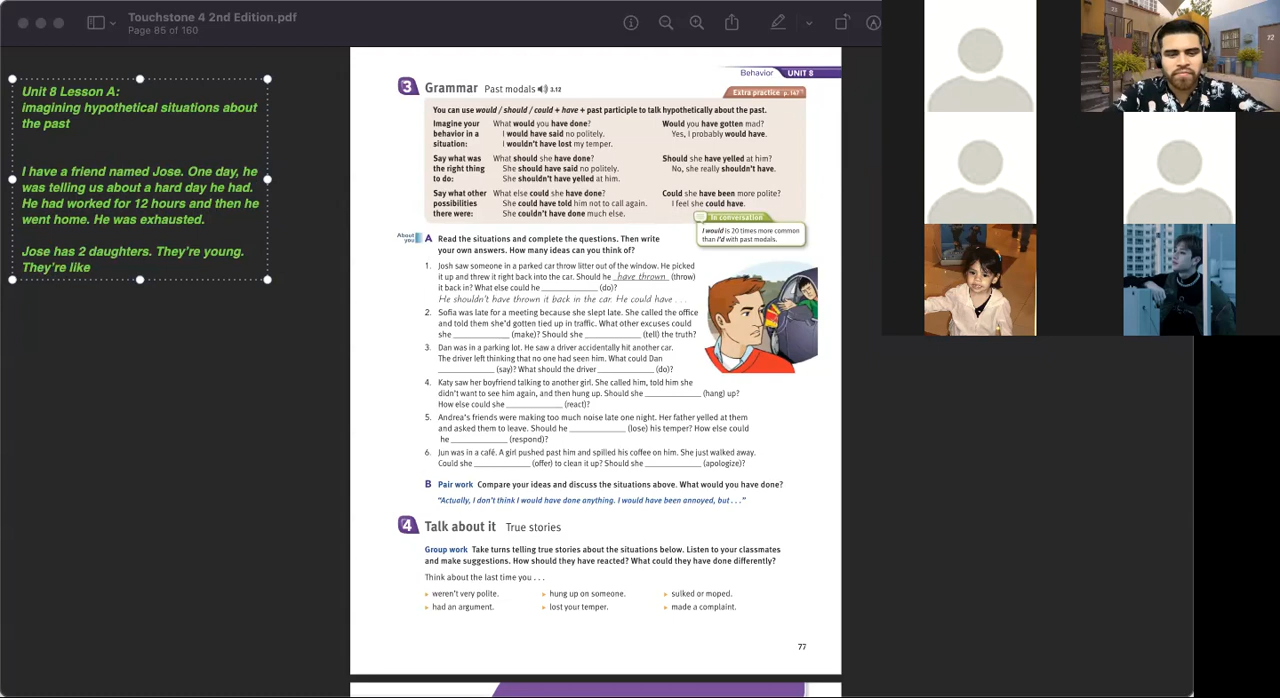 Touchstone 4 2nd Edition.pdf
Page 85 of 160
Unit 8 Lesson A:
imagining hypothetical situations about
the past
I have a friend named Jose. One day, he
was telling us about a hard day he had.
He had worked for 12 hours and then he
went home. He was exhausted.
Jose has 2 daughters. They're young.
They're like
Behavior UNIT 8
3 Grammar Past modals 3.12
Extra practice p. 147
You can use would / should / could + have + past participle to talk hypothetically about the past.
Imagine your What would you have done? Would you have gotten mad?
behavior in a I would have said no politely. Yes, I probably would have.
situation: I wouldn't have lost my temper.
Say what was What should she have done? Should she have yelled at him?
the right thing She should have said no politely. No, she really shouldn't have.
to do: She shouldn't have yelled at him.
Say what other What else could she have done? Could she have been more polite?
possibilities She could have told him not to call again. I feel she could have.
there were: She couldn't have done much else.
In conversation
I would is 20 times more common
than I'd with past modals.
About you
A Read the situations and complete the questions. Then write
your own answers. How many ideas can you think of?
1. Josh saw someone in a parked car throw litter out of the window. He picked
it up and threw it right back into the car. Should he have thrown (throw)
it back in? What else could he ____________ (do)?
He shouldn't have thrown it back in the car. He could have . . .
2. Sofia was late for a meeting because she slept late. She called the office
and told them she'd gotten tied up in traffic. What other excuses could
she ____________ (make)? Should she ____________ (tell) the truth?
3. Dan was in a parking lot. He saw a driver accidentally hit another car.
The driver left thinking that no one had seen him. What could Dan
____________ (say)? What should the driver ____________ (do)?
4. Katy saw her boyfriend talking to another girl. She called him, told him she
didn't want to see him again, and then hung up. Should she ____________ (hang) up?
How else could she ____________ (react)?
5. Andrea's friends were making too much noise late one night. Her father yelled at them
and asked them to leave. Should he ____________ (lose) his temper? How else could
he ____________ (respond)?
6. Jun was in a café. A girl pushed past him and spilled his coffee on him. She just walked away.
Could she ____________ (offer) to clean it up? Should she ____________ (apologize)?
B Pair work Compare your ideas and discuss the situations above. What would you have done?
"Actually, I don't think I would have done anything. I would have been annoyed, but . . ."
4 Talk about it True stories
Group work Take turns telling true stories about the situations below. Listen to your classmates
and make suggestions. How should they have reacted? What could they have done differently?
Think about the last time you . . .
weren't very polite. hung up on someone. sulked or moped.
had an argument. lost your temper. made a complaint.
77